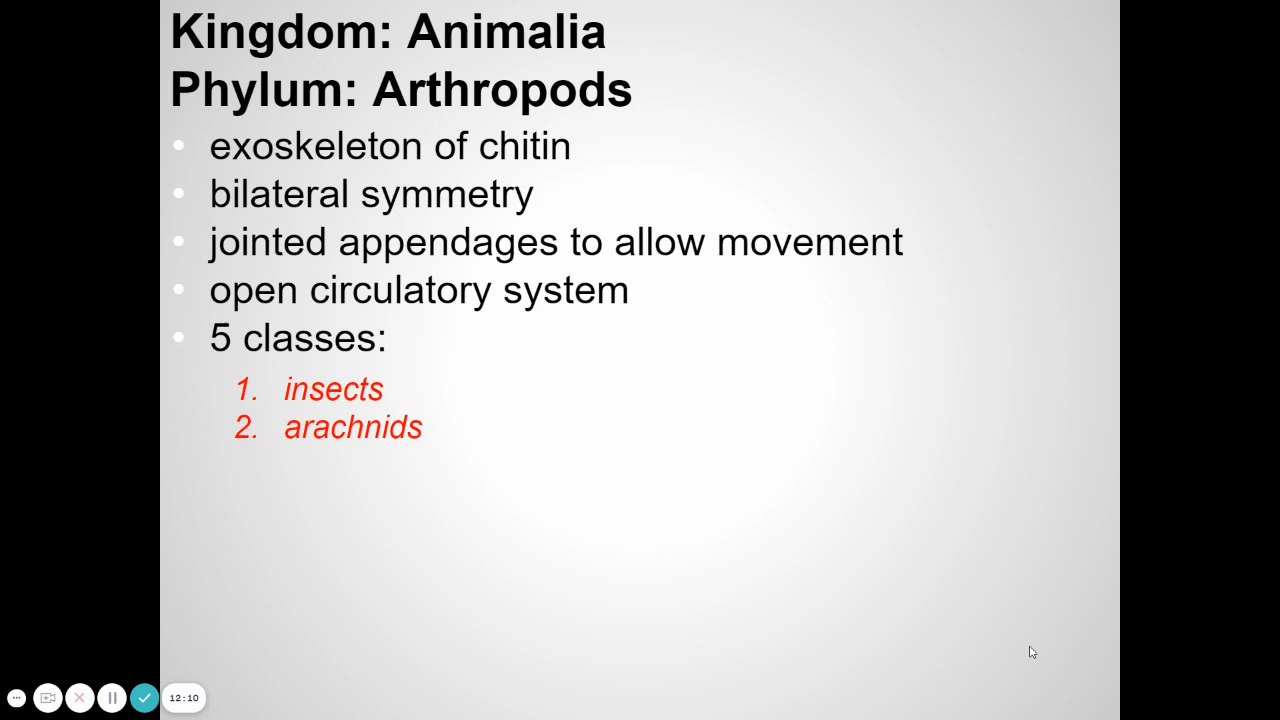 Kingdom: Animalia
Phylum: Arthropods
• exoskeleton of chitin
• bilateral symmetry
• jointed appendages to allow movement
• open circulatory system
• 5 classes:
1. insects
2. arachnids
12:10